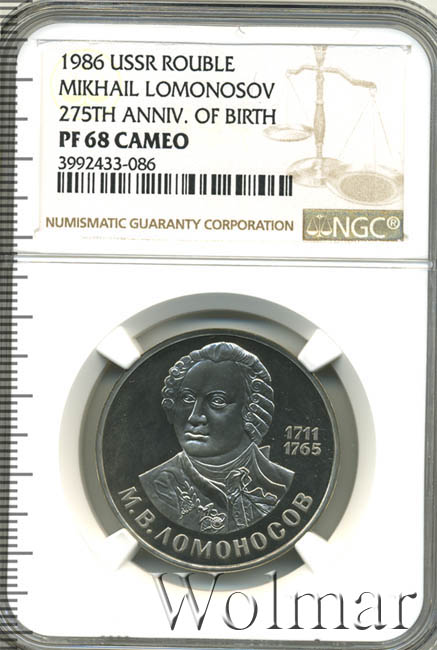 1986 USSR ROUBLE
MIKHAIL LOMONOSOV
275TH ANNIV. OF BIRTH
PF 68 CAMEO
3992433-086
NUMISMATIC GUARANTY CORPORATION NGC®
1711
1765
М.В.ЛОМОНОСОВ
Wolmar